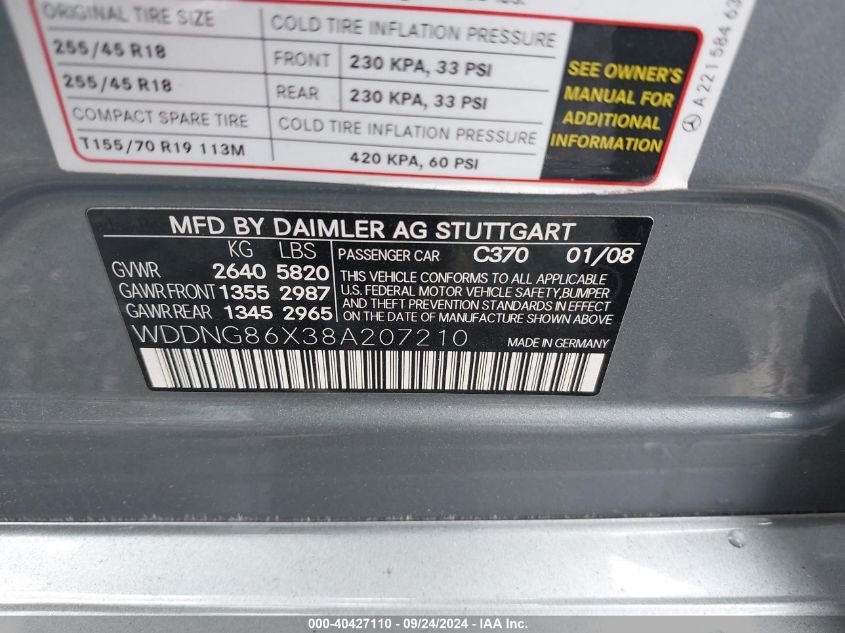 ORIGINAL TIRE SIZE
COLD TIRE INFLATION PRESSURE
255/45 R18
FRONT
230 KPA, 33 PSI
255/45 R18
REAR
230 KPA, 33 PSI
COMPACT SPARE TIRE
COLD TIRE INFLATION PRESSURE
T155/70 R19 113M
420 KPA, 60 PSI
SEE OWNER'S
MANUAL FOR
ADDITIONAL
INFORMATION
A 221 584 63
MFD BY DAIMLER AG STUTTGART
KG LBS
PASSENGER CAR C370 01/08
GVWR 2640 5820
GAWR FRONT 1355 2987
GAWR REAR 1345 2965
THIS VEHICLE CONFORMS TO ALL APPLICABLE
U.S. FEDERAL MOTOR VEHICLE SAFETY,BUMPER
AND THEFT PREVENTION STANDARDS IN EFFECT
ON THE DATE OF MANUFACTURE SHOWN ABOVE
WDDNG86X38A207210
MADE IN GERMANY
000-40427110 - 09/24/2024 - IAA Inc.